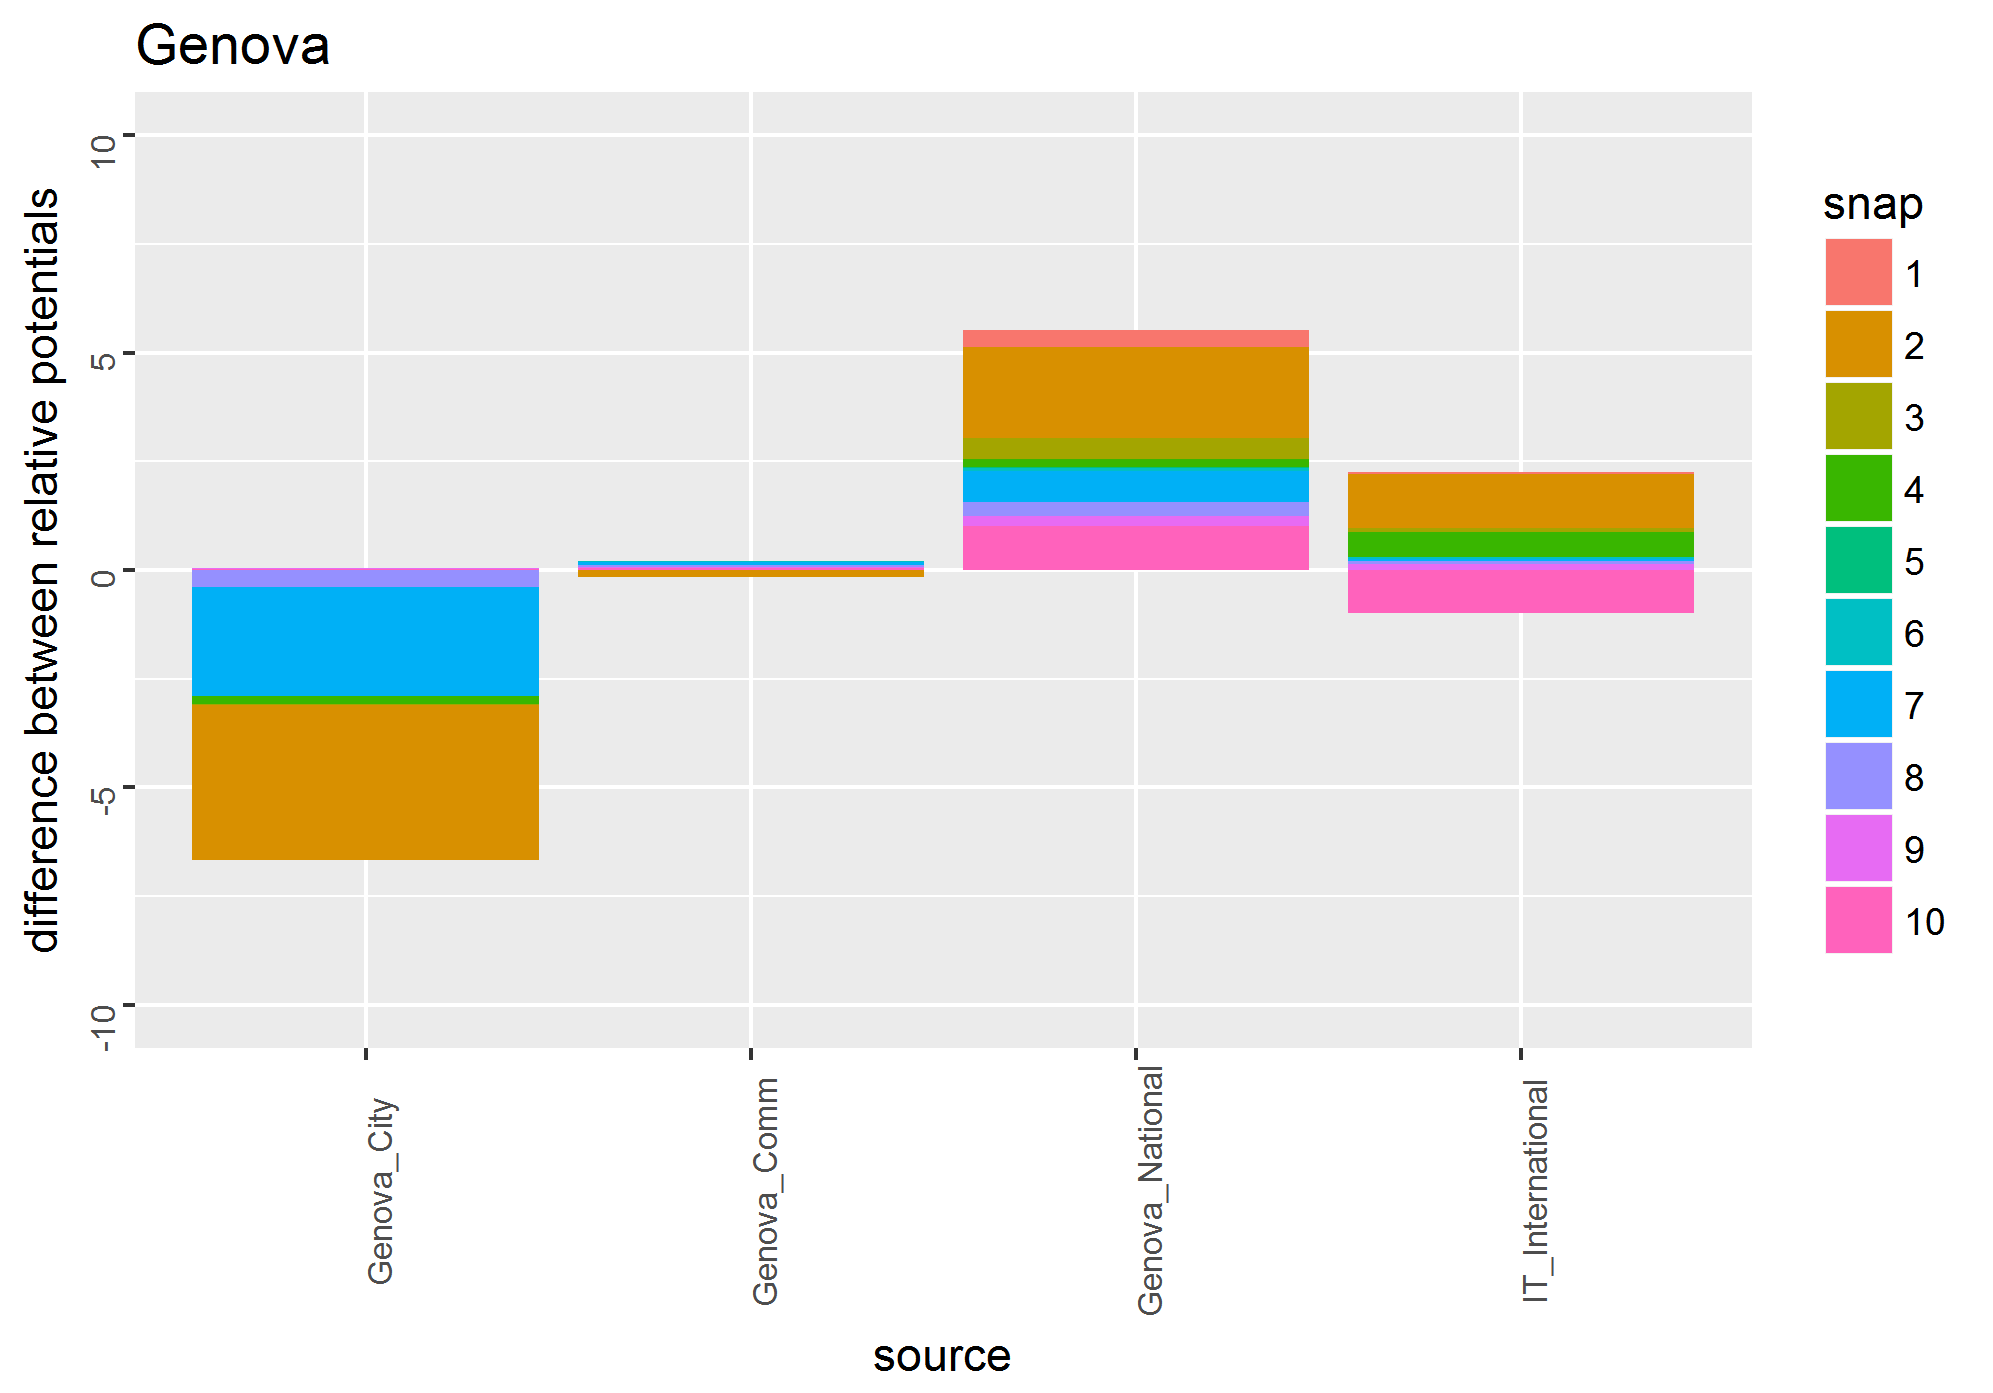 Genova
difference between relative potentials
10
5
0
-5
-10
Genova_City
Genova_Comm
Genova_National
IT_International
source
snap
1
2
3
4
5
6
7
8
9
10